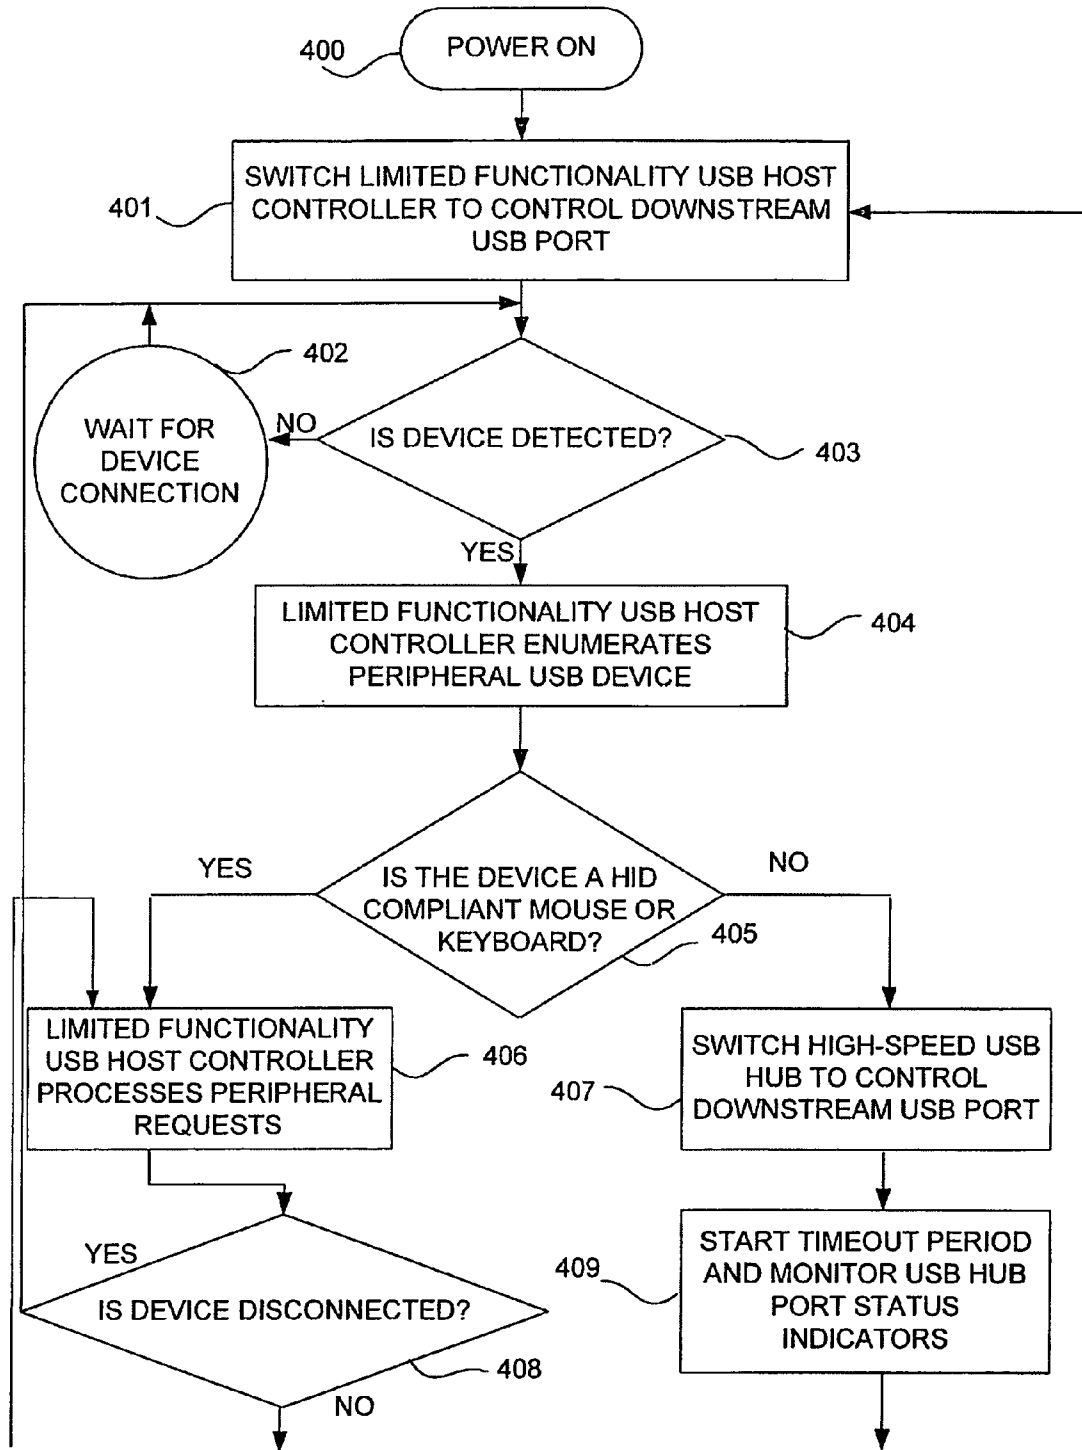 POWER ON
400
SWITCH LIMITED FUNCTIONALITY USB HOST
CONTROLLER TO CONTROL DOWNSTREAM
USB PORT
401
402
WAIT FOR
DEVICE
CONNECTION
NO
IS DEVICE DETECTED?
403
YES
LIMITED FUNCTIONALITY USB HOST
CONTROLLER ENUMERATES
PERIPHERAL USB DEVICE
404
YES
NO
IS THE DEVICE A HID
COMPLIANT MOUSE OR
KEYBOARD?
405
LIMITED FUNCTIONALITY
USB HOST CONTROLLER
PROCESSES PERIPHERAL
REQUESTS
406
SWITCH HIGH-SPEED USB
HUB TO CONTROL
DOWNSTREAM USB PORT
407
YES
IS DEVICE DISCONNECTED?
408
NO
START TIMEOUT PERIOD
AND MONITOR USB HUB
PORT STATUS
INDICATORS
409